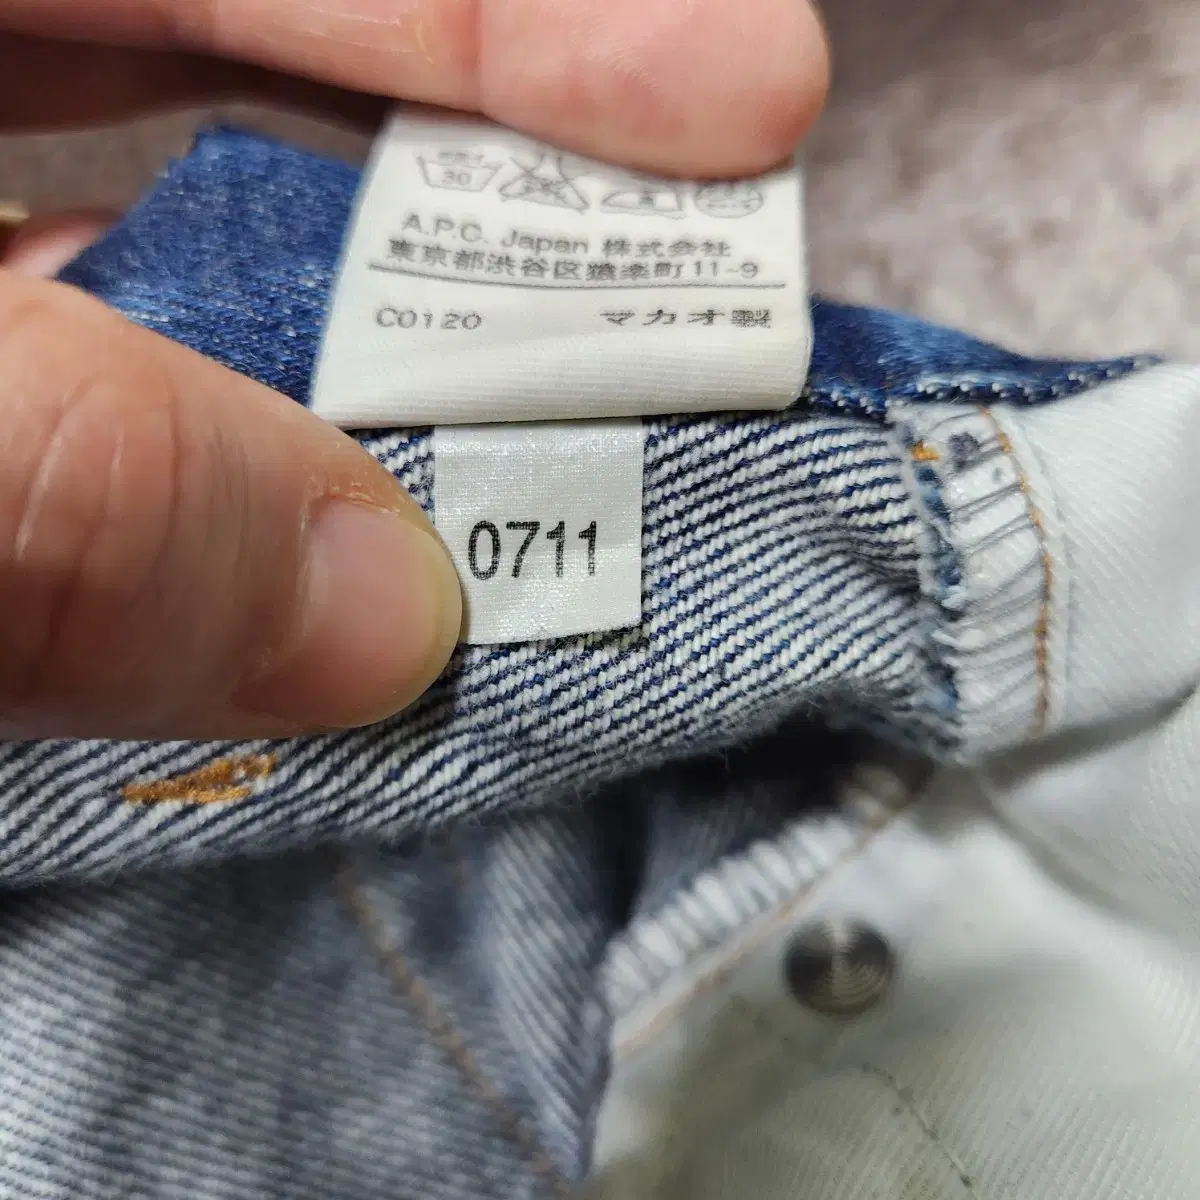 30
A.P.C. Japan 株式会社
東京都渋谷区猿楽町11-9
C0120 マカオ製
0711